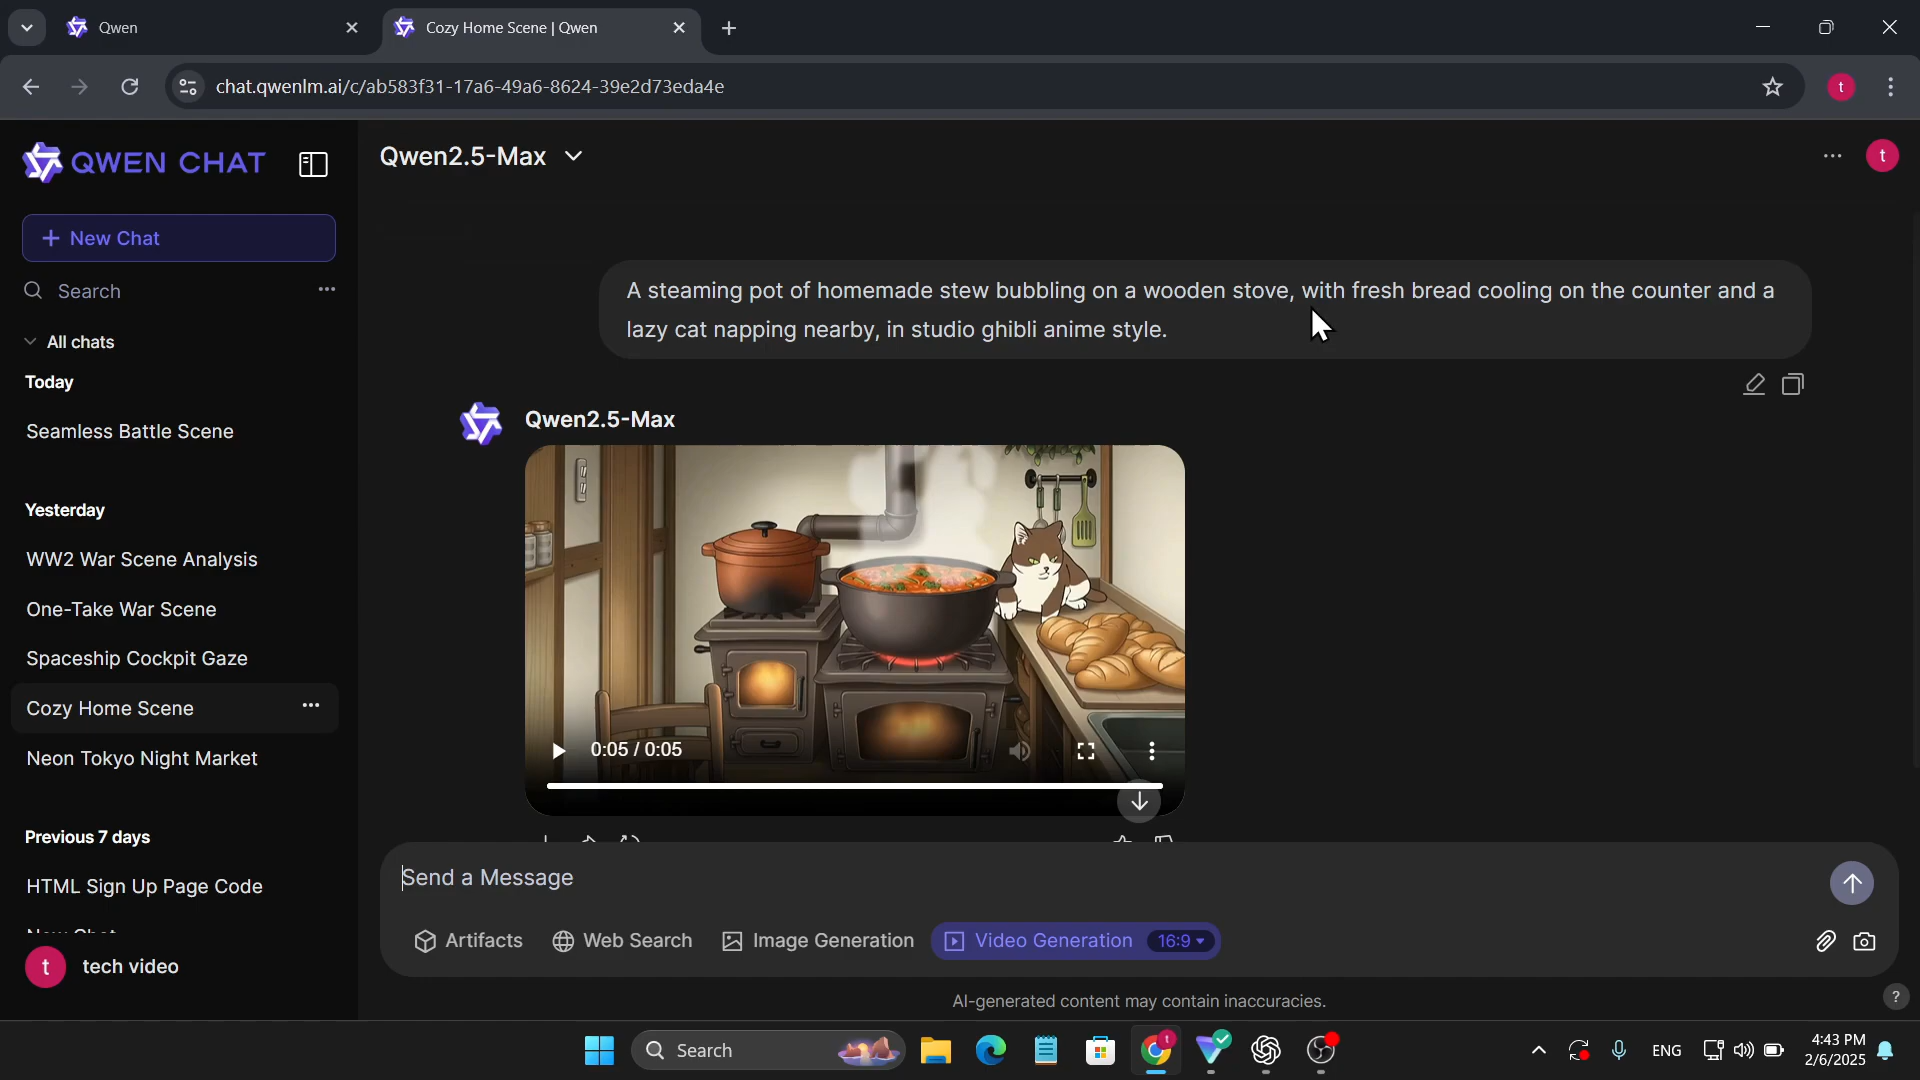 Qwen
Cozy Home Scene | Qwen
chat.qwenlm.ai/c/ab583f31-17a6-49a6-8624-39e2d73eda4e
t
QWEN CHAT
Qwen2.5-Max
t
New Chat
Search
All chats
Today
Seamless Battle Scene
Yesterday
WW2 War Scene Analysis
One-Take War Scene
Spaceship Cockpit Gaze
Cozy Home Scene
Neon Tokyo Night Market
Previous 7 days
HTML Sign Up Page Code
New Chat
t
tech video
A steaming pot of homemade stew bubbling on a wooden stove, with fresh bread cooling on the counter and a
lazy cat napping nearby, in studio ghibli anime style.
Qwen2.5-Max
0:05 / 0:05
Send a Message
Artifacts
Web Search
Image Generation
Video Generation
16:9
AI-generated content may contain inaccuracies.
?
Search
t
ENG
4:43 PM
2/6/2025